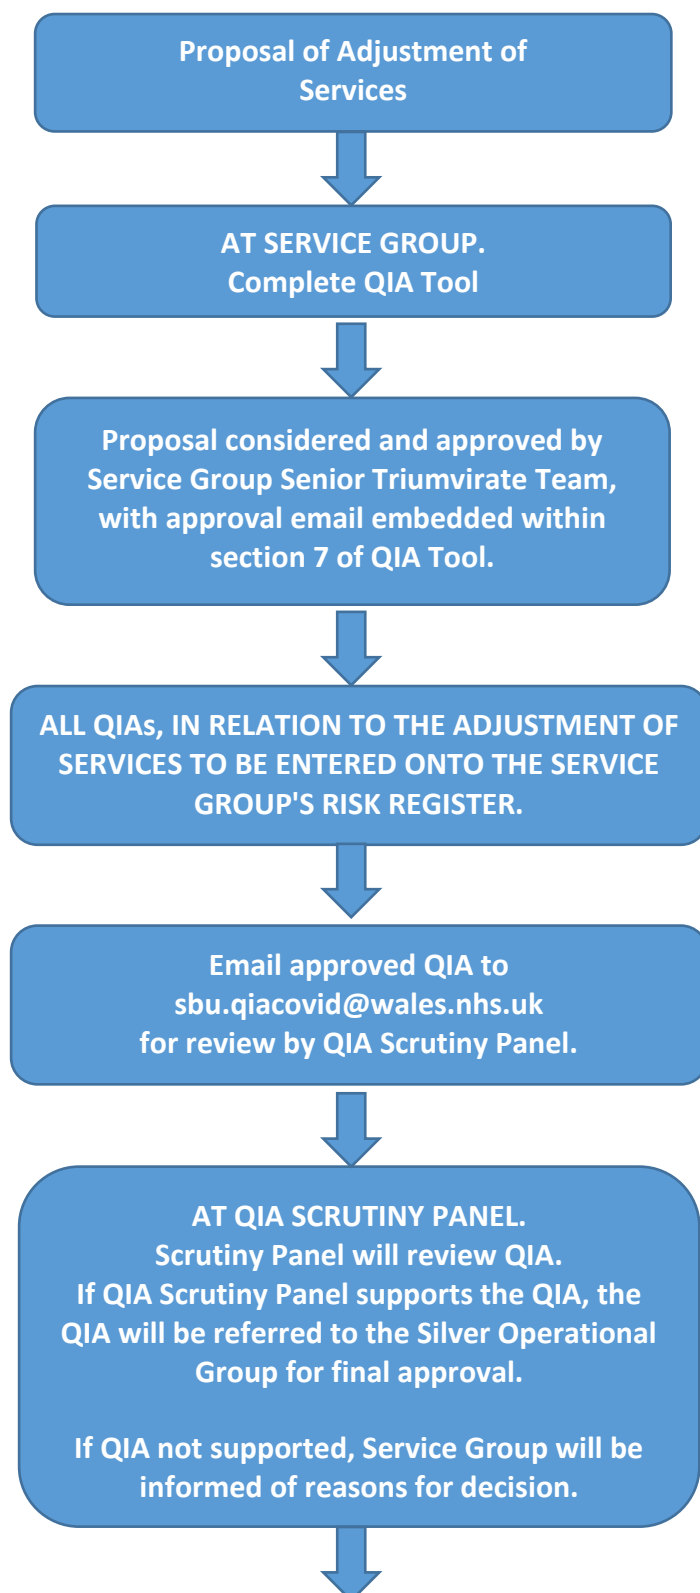 Proposal of Adjustment of
Services
AT SERVICE GROUP.
Complete QIA Tool
Proposal considered and approved by
Service Group Senior Triumvirate Team,
with approval email embedded within
section 7 of QIA Tool.
ALL QIAs, IN RELATION TO THE ADJUSTMENT OF
SERVICES TO BE ENTERED ONTO THE SERVICE
GROUP'S RISK REGISTER.
Email approved QIA to
sbu.qiacovid@wales.nhs.uk
for review by QIA Scrutiny Panel.
AT QIA SCRUTINY PANEL.
Scrutiny Panel will review QIA.
If QIA Scrutiny Panel supports the QIA, the
QIA will be referred to the Silver Operational
Group for final approval.
If QIA not supported, Service Group will be
informed of reasons for decision.